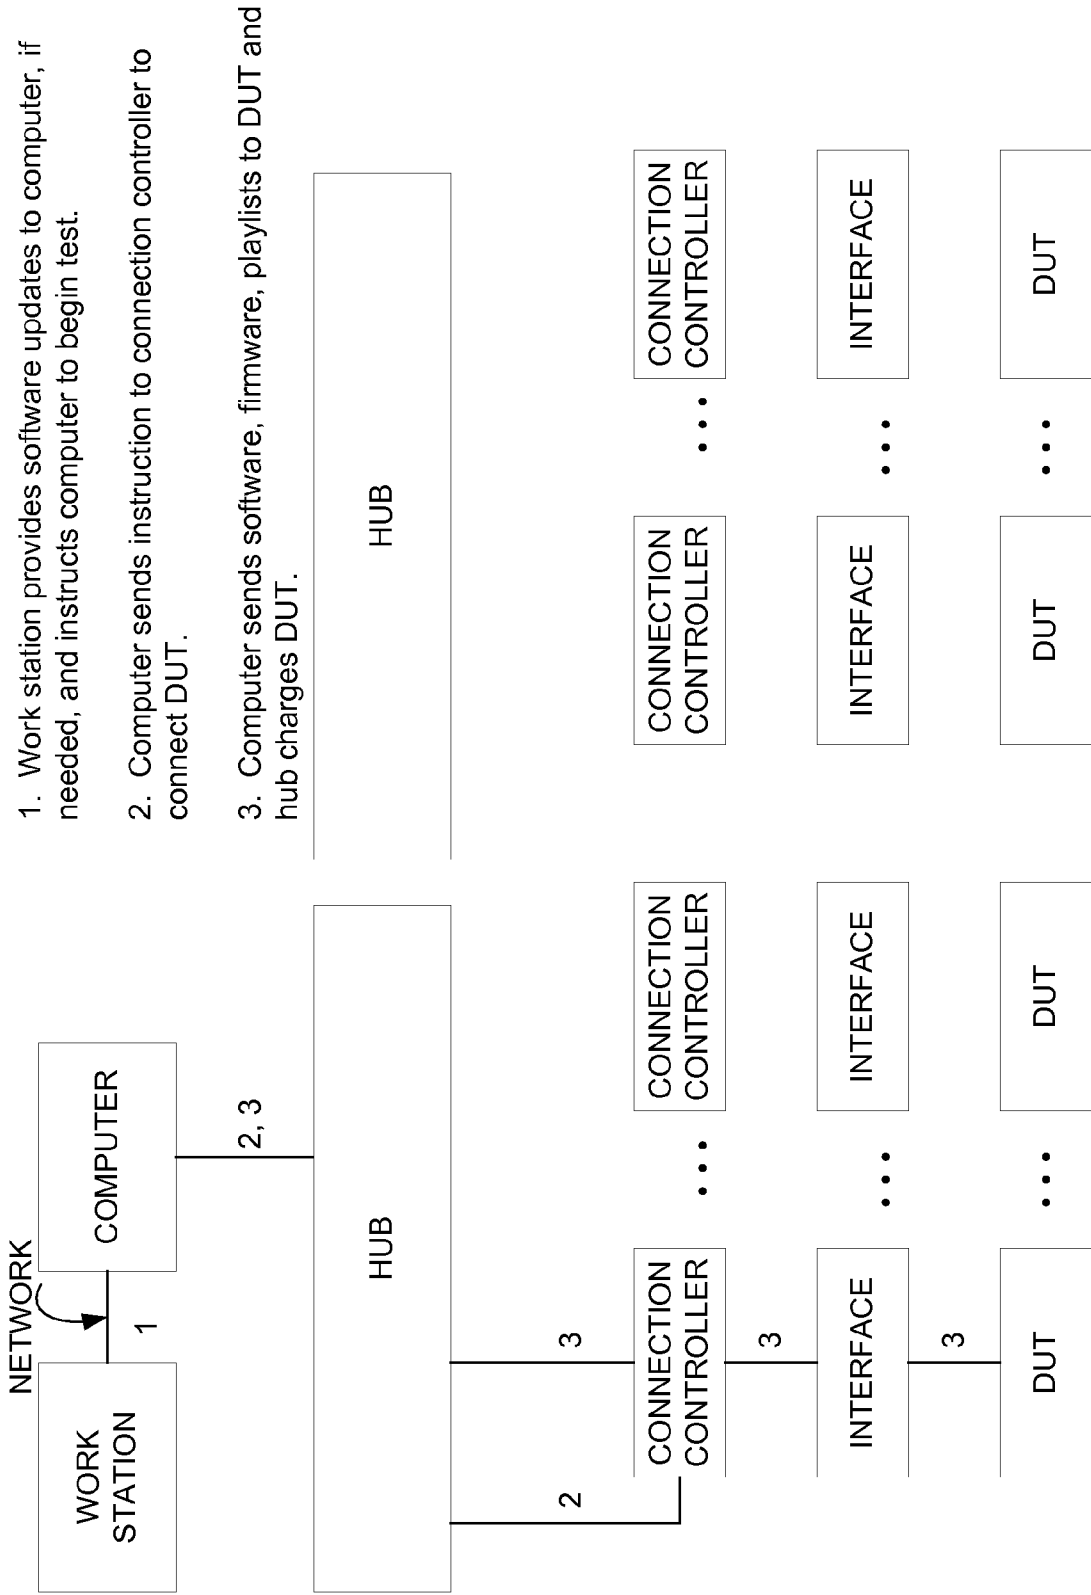 NETWORK
WORK
STATION
1
COMPUTER
1. Work station provides software updates to computer, if
needed, and instructs computer to begin test.
2. Computer sends instruction to connection controller to
connect DUT.
3. Computer sends software, firmware, playlists to DUT and
hub charges DUT.
2, 3
HUB
HUB
2
3
CONNECTION
CONTROLLER
...
CONNECTION
CONTROLLER
CONNECTION
CONTROLLER
...
CONNECTION
CONTROLLER
3
INTERFACE
...
INTERFACE
INTERFACE
...
INTERFACE
3
DUT
...
DUT
DUT
...
DUT